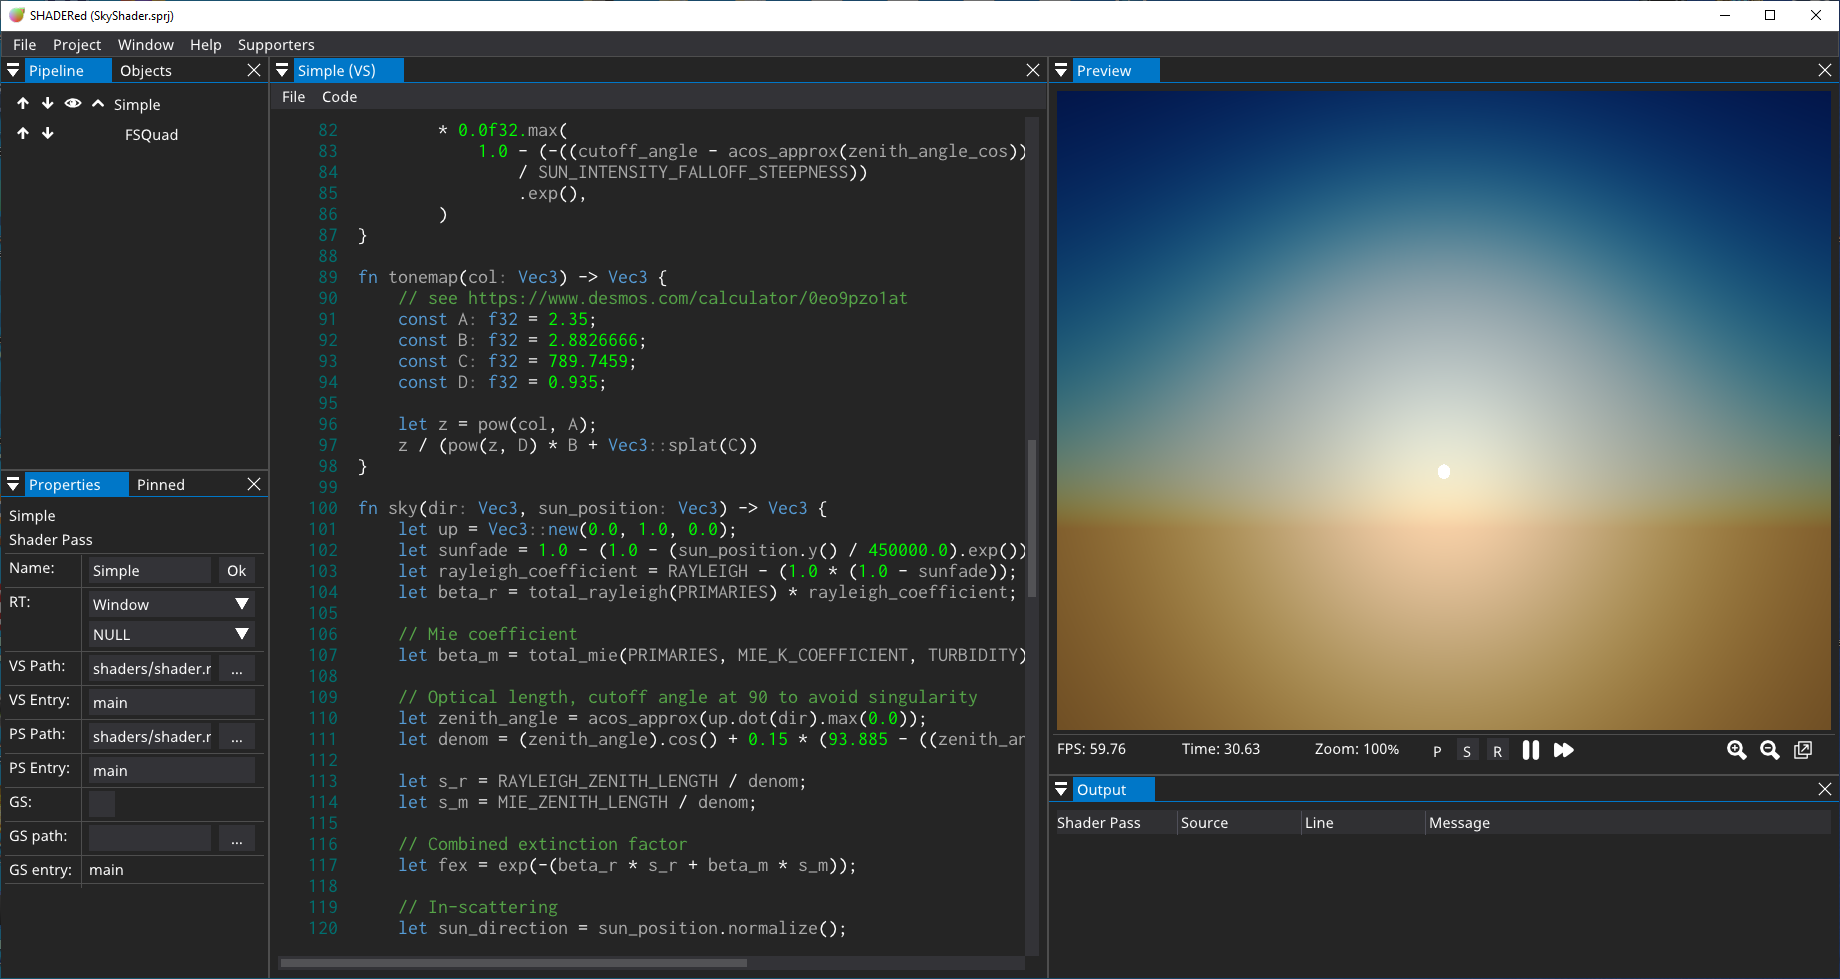 SHADERed (SkyShader.sprj)
File Project Window Help Supporters
Pipeline Objects
Simple
FSQuad
Properties Pinned
Simple
Shader Pass
Name: Simple Ok
RT: Window
NULL
VS Path: shaders/shader.r ...
VS Entry: main
PS Path: shaders/shader.r ...
PS Entry: main
GS:
GS path: ...
GS entry: main
Simple (VS)
File Code
82 * 0.0f32.max(
83 1.0 - (-((cutoff_angle - acos_approx(zenith_angle_cos))
84 / SUN_INTENSITY_FALLOFF_STEEPNESS))
85 .exp(),
86 )
87 }
88
89 fn tonemap(col: Vec3) -> Vec3 {
90 // see https://www.desmos.com/calculator/0eo9pzo1at
91 const A: f32 = 2.35;
92 const B: f32 = 2.8826666;
93 const C: f32 = 789.7459;
94 const D: f32 = 0.935;
95
96 let z = pow(col, A);
97 z / (pow(z, D) * B + Vec3::splat(C))
98 }
99
100 fn sky(dir: Vec3, sun_position: Vec3) -> Vec3 {
101 let up = Vec3::new(0.0, 1.0, 0.0);
102 let sunfade = 1.0 - (1.0 - (sun_position.y() / 450000.0).exp())
103 let rayleigh_coefficient = RAYLEIGH - (1.0 * (1.0 - sunfade));
104 let beta_r = total_rayleigh(PRIMARIES) * rayleigh_coefficient;
105
106 // Mie coefficient
107 let beta_m = total_mie(PRIMARIES, MIE_K_COEFFICIENT, TURBIDITY)
108
109 // Optical length, cutoff angle at 90 to avoid singularity
110 let zenith_angle = acos_approx(up.dot(dir).max(0.0));
111 let denom = (zenith_angle).cos() + 0.15 * (93.885 - ((zenith_an
112
113 let s_r = RAYLEIGH_ZENITH_LENGTH / denom;
114 let s_m = MIE_ZENITH_LENGTH / denom;
115
116 // Combined extinction factor
117 let fex = exp(-(beta_r * s_r + beta_m * s_m));
118
119 // In-scattering
120 let sun_direction = sun_position.normalize();
Preview
FPS: 59.76 Time: 30.63 Zoom: 100% P S R
Output
Shader Pass Source Line Message